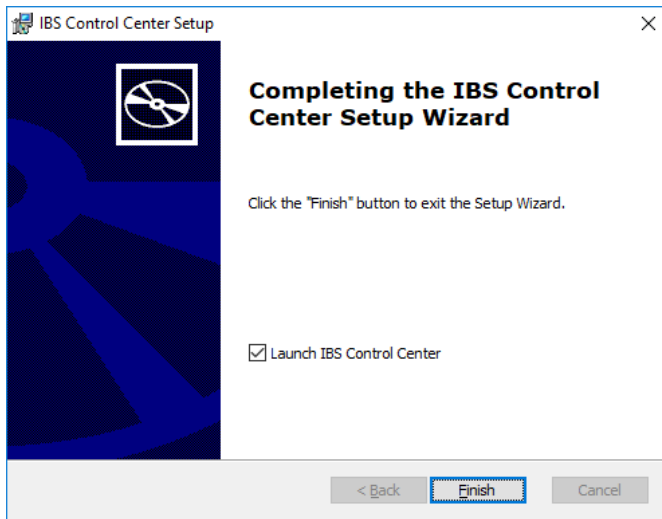 IBS Control Center Setup
Completing the IBS Control
Center Setup Wizard
Click the "Finish" button to exit the Setup Wizard.
Launch IBS Control Center
< Back
Finish
Cancel